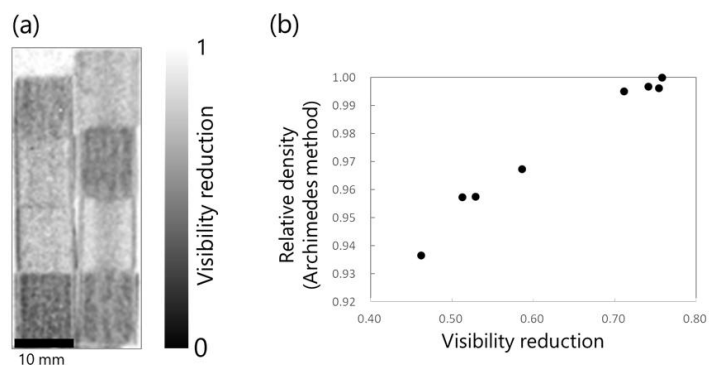 (a)
1
Visibility reduction
0
10 mm
(b)
Relative density
(Archimedes method)
1.00
0.99
0.98
0.97
0.96
0.95
0.94
0.93
0.92
0.40
0.50
0.60
0.70
0.80
Visibility reduction